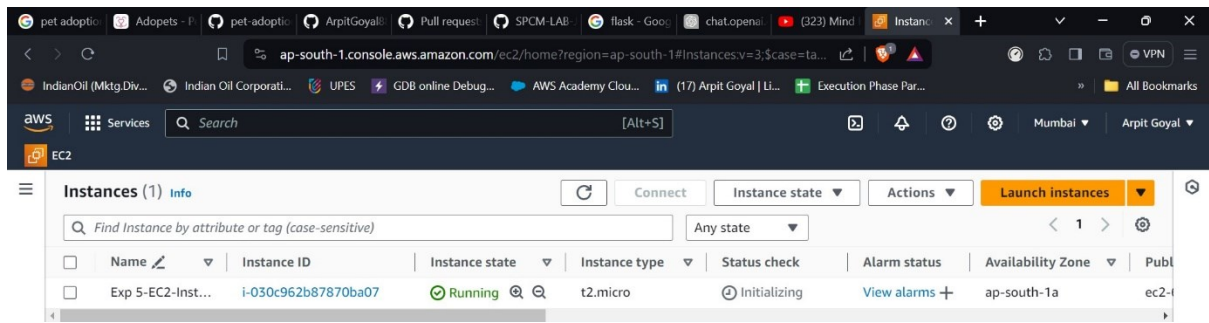 pet adoptio Adopets - P pet-adoptio ArpitGoyal8 Pull request SPCM-LAB- flask - Goog chat.openai. (323) Mind Instanc
ap-south-1.console.aws.amazon.com/ec2/home?region=ap-south-1#Instances:v=3;$case=ta... VPN
IndianOil (Mktg.Div... Indian Oil Corporati... UPES GDB online Debug... AWS Academy Clou... (17) Arpit Goyal | Li... Execution Phase Par... » All Bookmarks
aws Services Search [Alt+S] Mumbai Arpit Goyal
EC2
Instances (1) Info Connect Instance state Actions Launch instances
Find Instance by attribute or tag (case-sensitive) Any state 1
Name Instance ID Instance state Instance type Status check Alarm status Availability Zone Publ
Exp 5-EC2-Inst... i-030c962b87870ba07 Running t2.micro Initializing View alarms + ap-south-1a ec2-